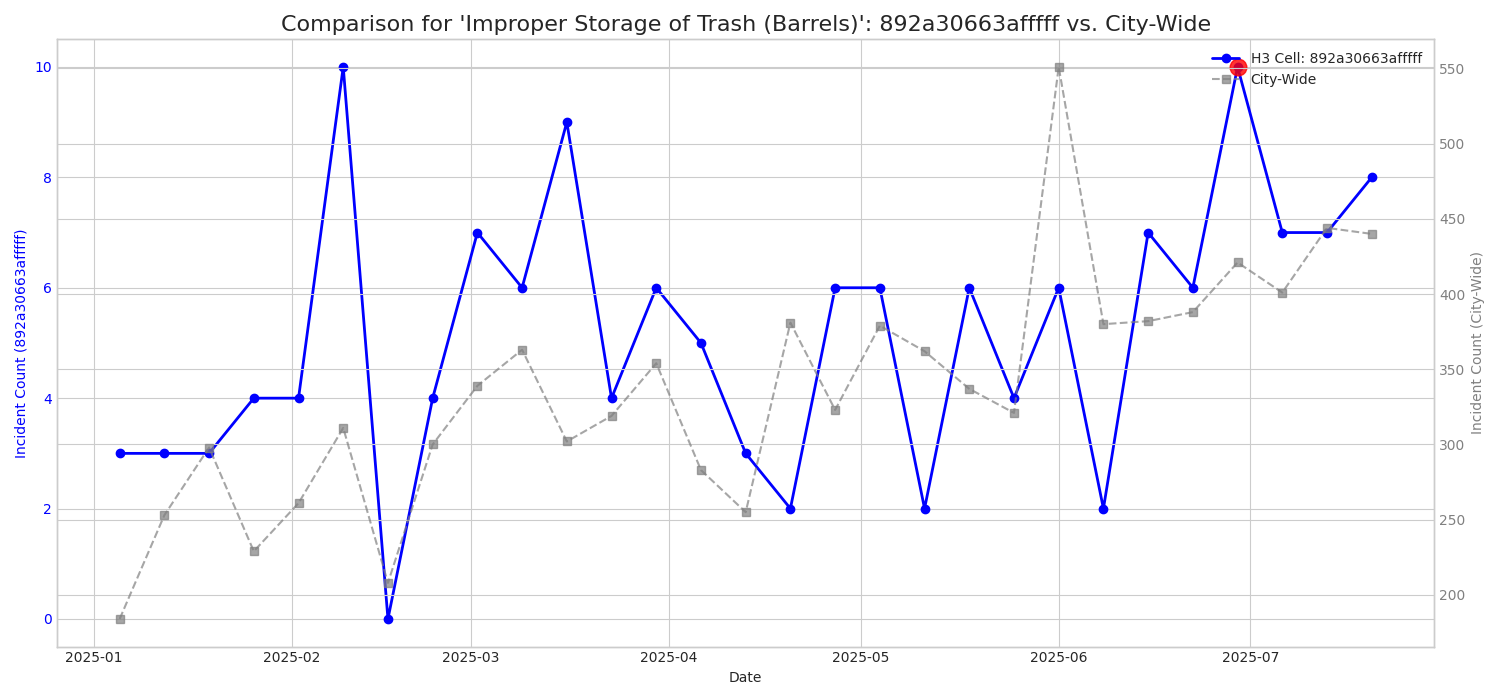 Comparison for 'Improper Storage of Trash (Barrels)': 892a30663afffff vs. City-Wide
H3 Cell: 892a30663afffff
City-Wide
Incident Count (892a30663afffff)
10
8
6
4
2
0
550
500
450
400
350
300
250
200
Incident Count (City-Wide)
2025-01 2025-02 2025-03 2025-04 2025-05 2025-06 2025-07
Date